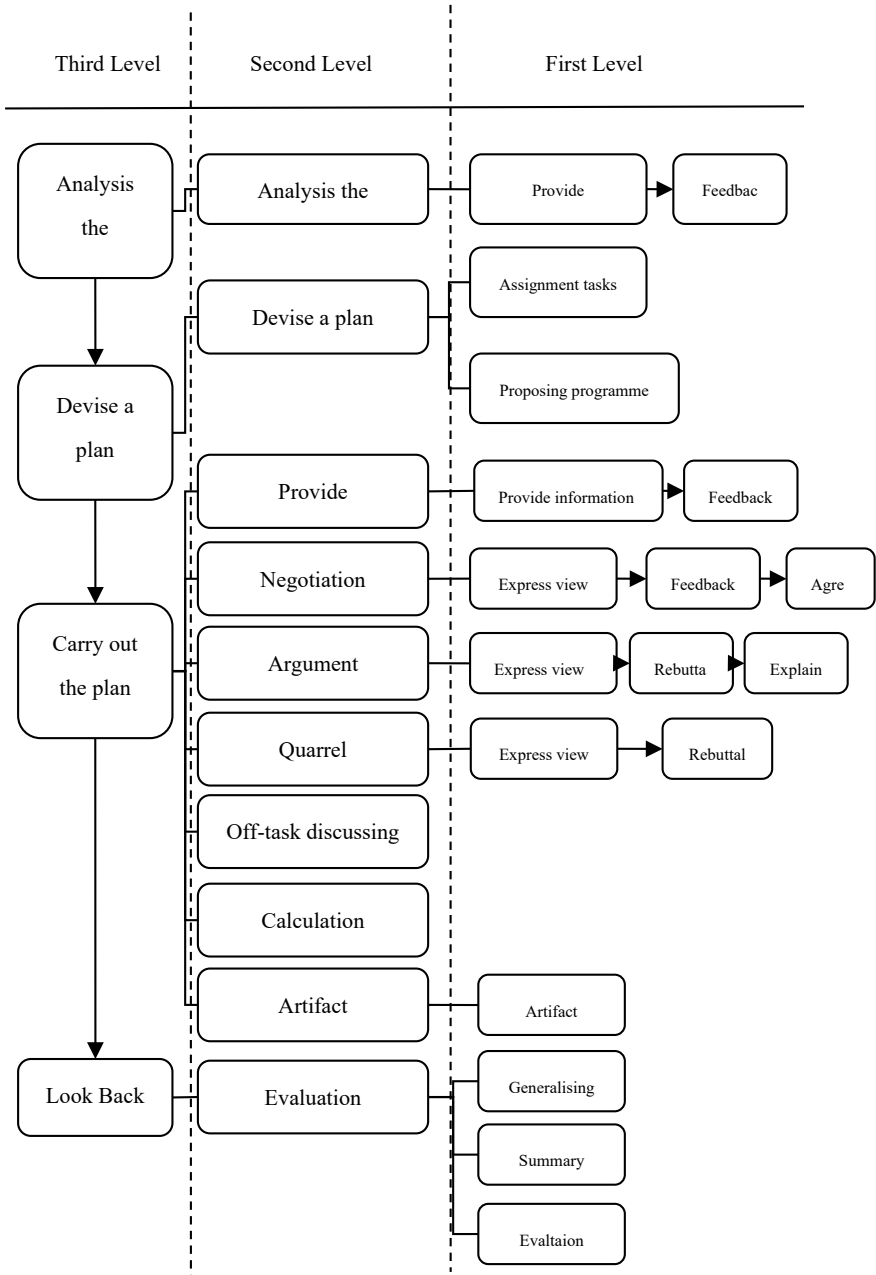 Third Level
Second Level
First Level
Analysis
the
Analysis the
Provide
Feedbac
Devise a plan
Assignment tasks
Proposing programme
Devise a
plan
Provide
Provide information
Feedback
Negotiation
Express view
Feedback
Agre
Carry out
the plan
Argument
Express view
Rebutta
Explain
Quarrel
Express view
Rebuttal
Off-task discussing
Calculation
Artifact
Artifact
Look Back
Evaluation
Generalising
Summary
Evaltaion